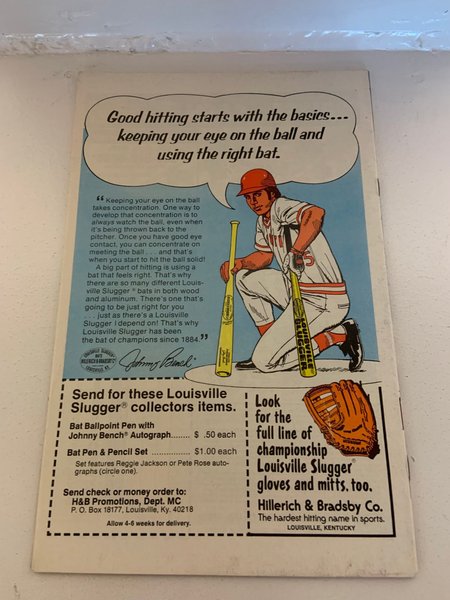 Good hitting starts with the basics...
keeping your eye on the ball and
using the right bat.
"Keeping your eye on the ball
takes concentration. One way to
develop that concentration is to
always watch the ball, even when
it's being thrown back to the
pitcher. Once you have good eye
contact, you can concentrate on
meeting the ball . . . and that's
when you start to hit the ball solid!
A big part of hitting is using a
bat that feels right. That's why
there are so many different Louis-
ville Slugger® bats in both wood
and aluminum. There's one that's
going to be just right for you
. . . just as there's a Louisville
Slugger I depend on! That's why
Louisville Slugger has been
the bat of champions since 1884."
Johnny Bench
HILLERICH & BRADSBY Co
LOUISVILLE, KY.
LOUISVILLE
SLUGGER
Send for these Louisville
Slugger® collectors items.
Bat Ballpoint Pen with
Johnny Bench Autograph....... $ .50 each
Bat Pen & Pencil Set ............... $1.00 each
Set features Reggie Jackson or Pete Rose auto-
graphs (circle one).
Send check or money order to:
H&B Promotions, Dept. MC
P. O. Box 18177, Louisville, Ky. 40218
Allow 4-6 weeks for delivery.
Look
for the
full line of
championship
Louisville Slugger®
gloves and mitts, too.
Hillerich & Bradsby Co.
The hardest hitting name in sports.
LOUISVILLE, KENTUCKY